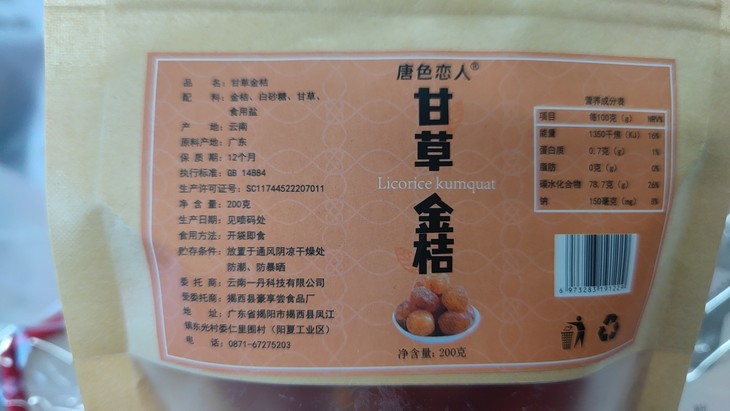 品 名：甘草金桔
配 料：金桔、白砂糖、甘草、
食用盐
产 地：云南
原料产地：广东
保 质 期：12个月
执行标准：GB 14884
生产许可证号：SC11744522207011
净 含 量：200克
生产日期：见喷码处
食用方法：开袋即食
贮存条件：放置于通风阴凉干燥处
防潮、防暴晒
委 托 商：云南一丹科技有限公司
受委托商：揭西县豪享尝食品厂
地 址：广东省揭阳市揭西县凤江
镇东光村娄仁里围村（阳夏工业区）
电 话：0871-67275203
唐色恋人®
甘草
Licorice kumquat
金桔
净含量：200克
营养成分表
项目 每100克（g） NRV%
能量 1350千焦（KJ） 16%
蛋白质 0.7克（g） 1%
脂肪 0克（g） 0%
碳水化合物 78.7克（g） 26%
钠 150毫克（mg） 8%
6 973283 191229